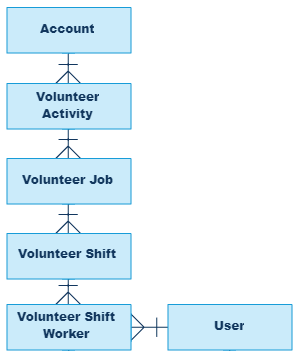 Account
Volunteer
Activity
Volunteer Job
Volunteer Shift
Volunteer Shift
Worker
User